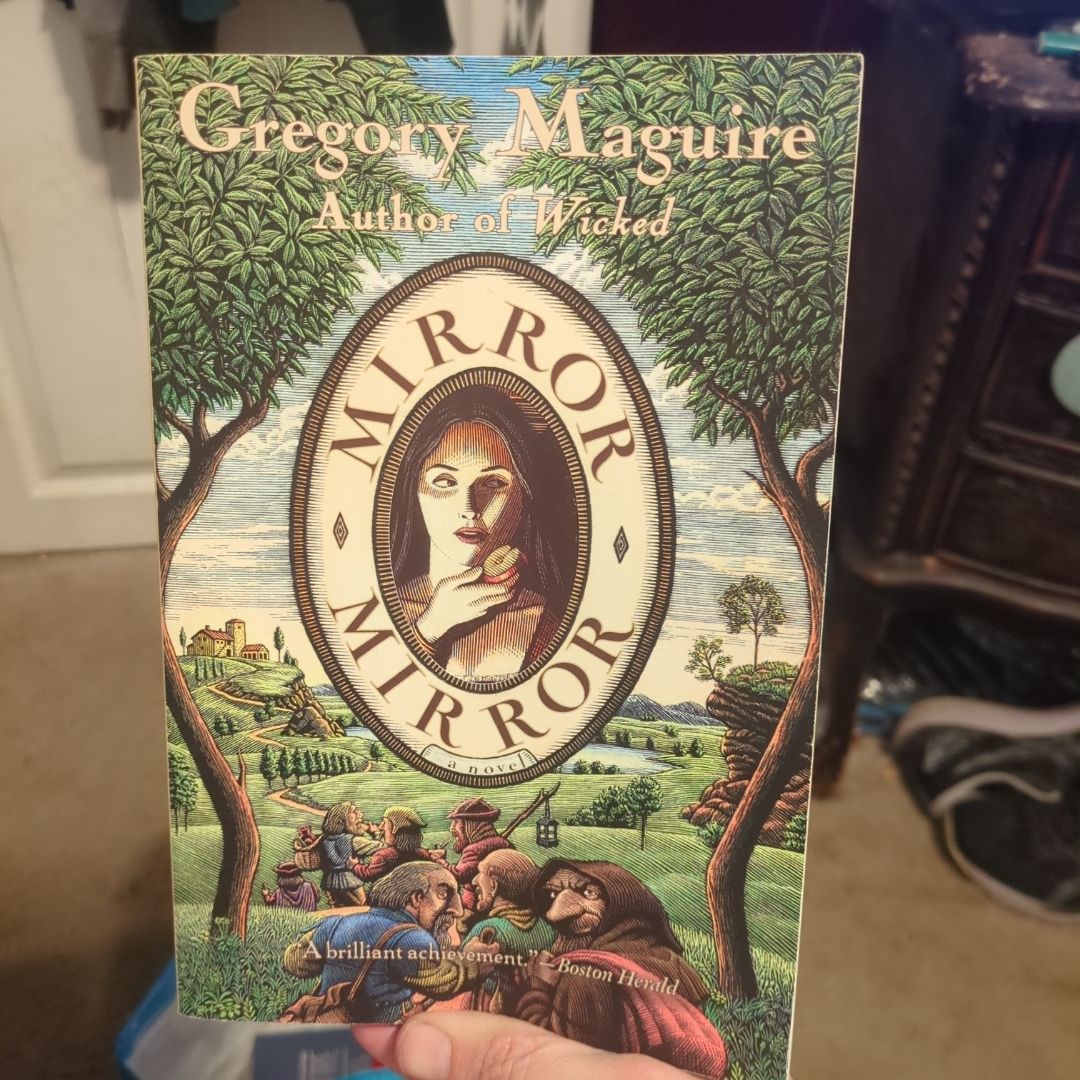 Gregory Maguire
Author of Wicked
MIRROR
MIRROR
a novel
"A brilliant achievement." —Boston Herald